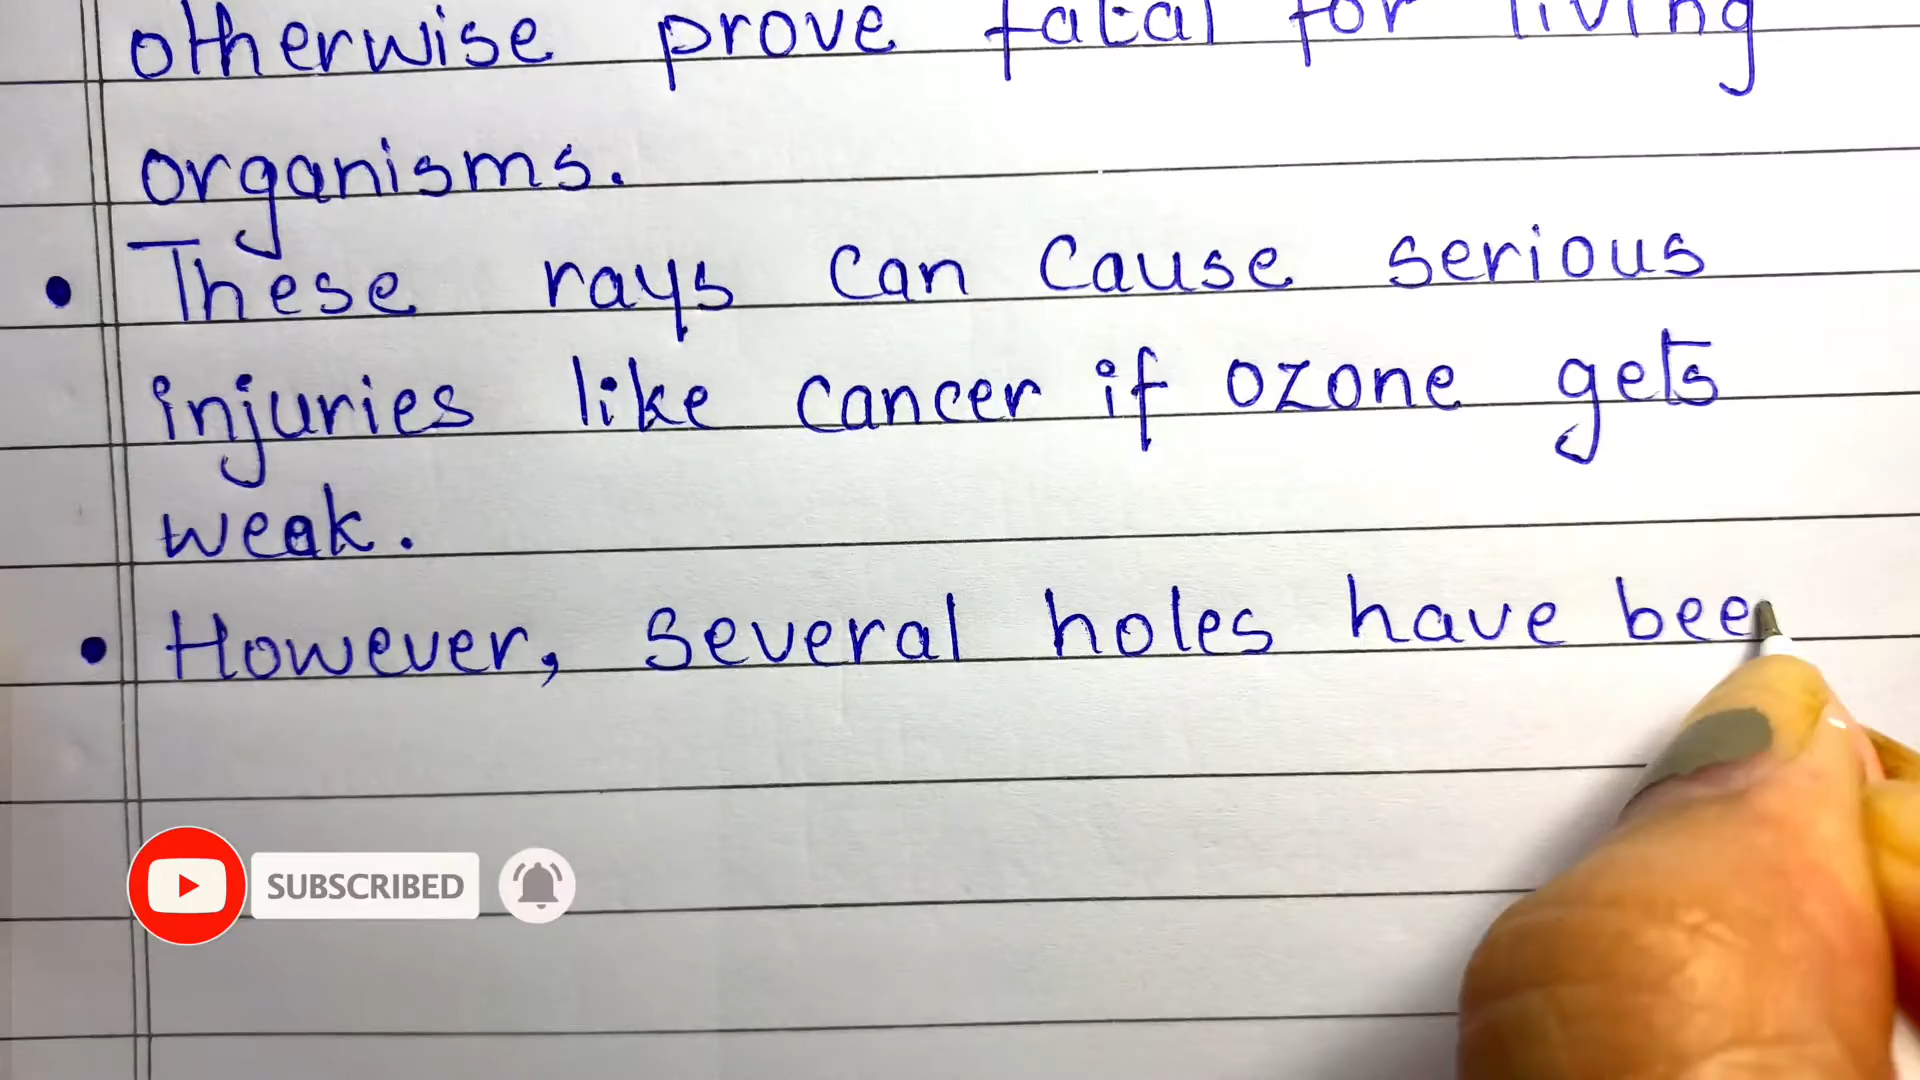 otherwise prove fatal for living
organisms.
• These rays can cause serious
injuries like cancer if ozone gets
weak.
• However, several holes have bee
SUBSCRIBED